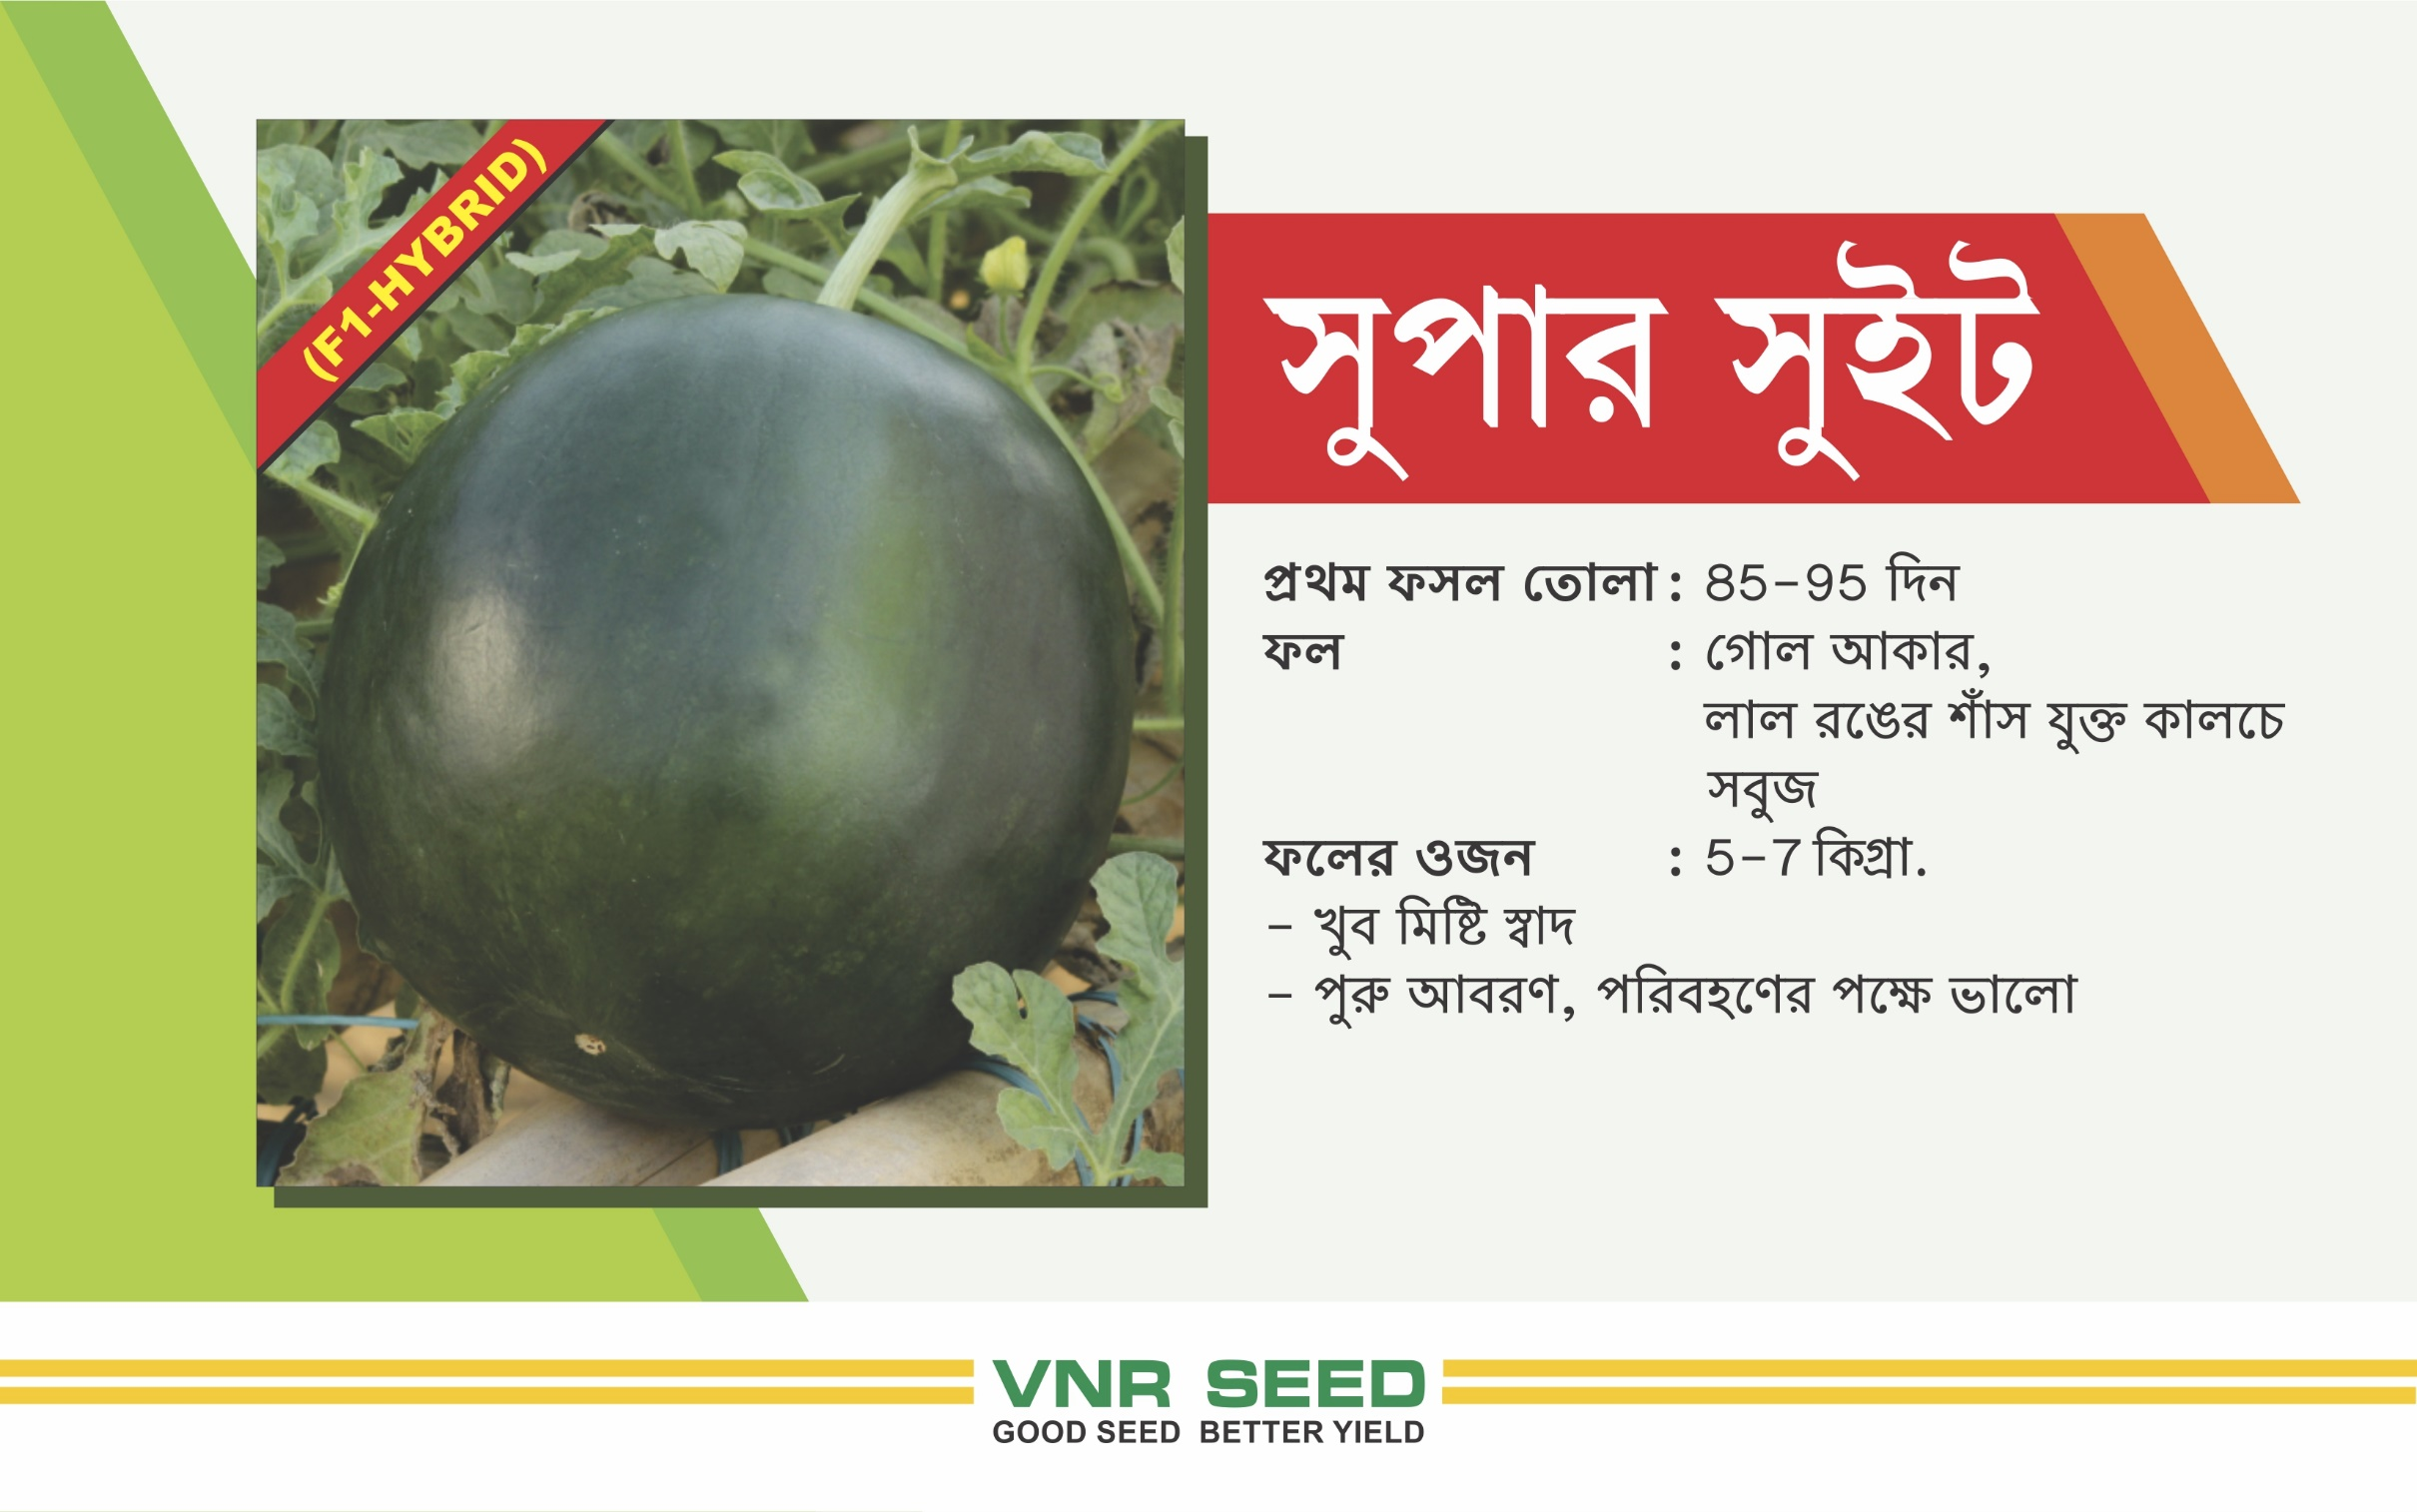 (F1-HYBRID)
সুপার সুইট
প্রথম ফসল তোলা : 85-95 দিন
ফল : গোল আকার,
লাল রঙের শাঁস যুক্ত কালচে
সবুজ
ফলের ওজন : 5-7 কিগ্রা.
- খুব মিষ্টি স্বাদ
- পুরু আবরণ, পরিবহণের পক্ষে ভালো
VNR SEED
GOOD SEED BETTER YIELD